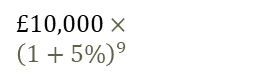 £10,000 ×
(1 + 5%)⁹